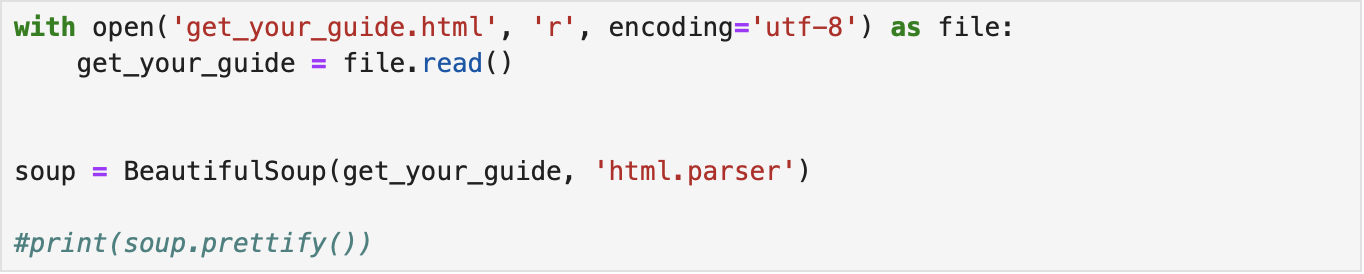 with open('get_your_guide.html', 'r', encoding='utf-8') as file:
    get_your_guide = file.read()
soup = BeautifulSoup(get_your_guide, 'html.parser')
#print(soup.prettify())